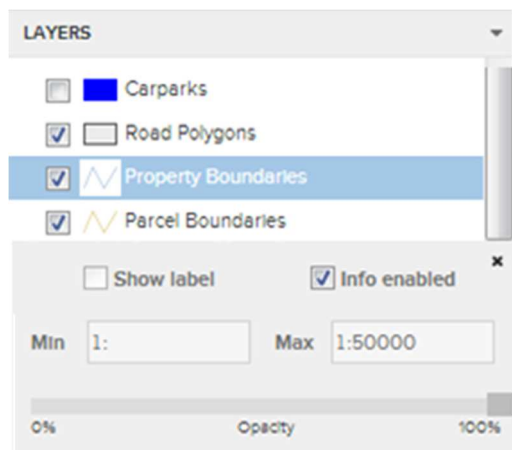 LAYERS
Carparks
Road Polygons
Property Boundaries
Parcel Boundaries
Show label Info enabled
Min 1: Max 1:50000
0% Opacity 100%